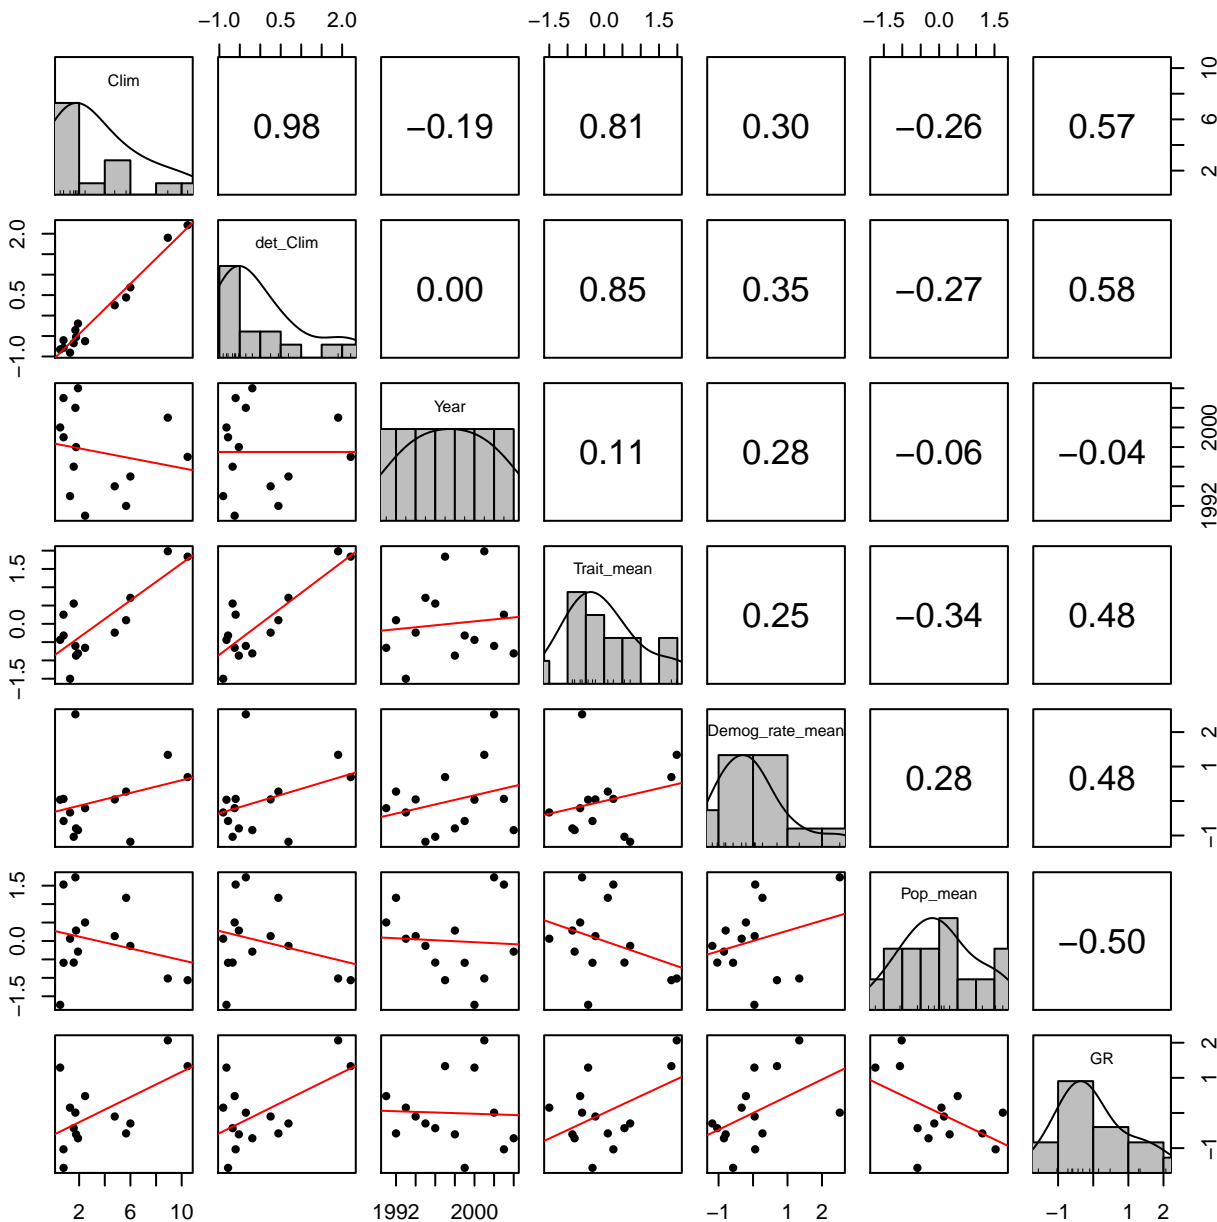 −1.0 0.5 2.0 −1.5 0.0 1.5 −1.5 0.0 1.5
Clim 0.98 −0.19 0.81 0.30 −0.26 0.57 2 6 10
−1.0 0.5 2.0 det_Clim 0.00 0.85 0.35 −0.27 0.58
Year 0.11 0.28 −0.06 −0.04 1992 2000
−1.5 0.0 1.5 Trait_mean 0.25 −0.34 0.48
Demog_rate_mean 0.28 0.48 −1 1 2
−1.5 0.0 1.5 Pop_mean −0.50
GR −1 0 1 2
2 6 10 1992 2000 −1 1 2 −1 1 2